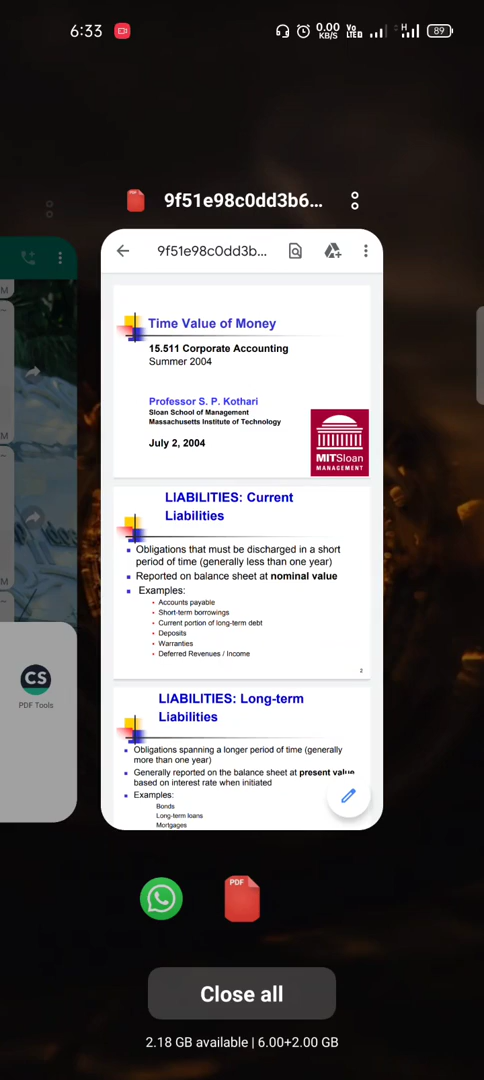 6:33
0.00
KB/S
Vo
LTE
H
89
9f51e98c0dd3b6...
9f51e98c0dd3b...
Time Value of Money
15.511 Corporate Accounting
Summer 2004
Professor S. P. Kothari
Sloan School of Management
Massachusetts Institute of Technology
July 2, 2004
MITSloan
MANAGEMENT
LIABILITIES: Current
Liabilities
Obligations that must be discharged in a short
period of time (generally less than one year)
Reported on balance sheet at nominal value
Examples:
Accounts payable
Short-term borrowings
Current portion of long-term debt
Deposits
Warranties
Deferred Revenues / Income
2
LIABILITIES: Long-term
Liabilities
Obligations spanning a longer period of time (generally
more than one year)
Generally reported on the balance sheet at present value
based on interest rate when initiated
Examples:
Bonds
Long-term loans
Mortgages
M
M
M
M
CS
PDF Tools
PDF
Close all
2.18 GB available | 6.00+2.00 GB